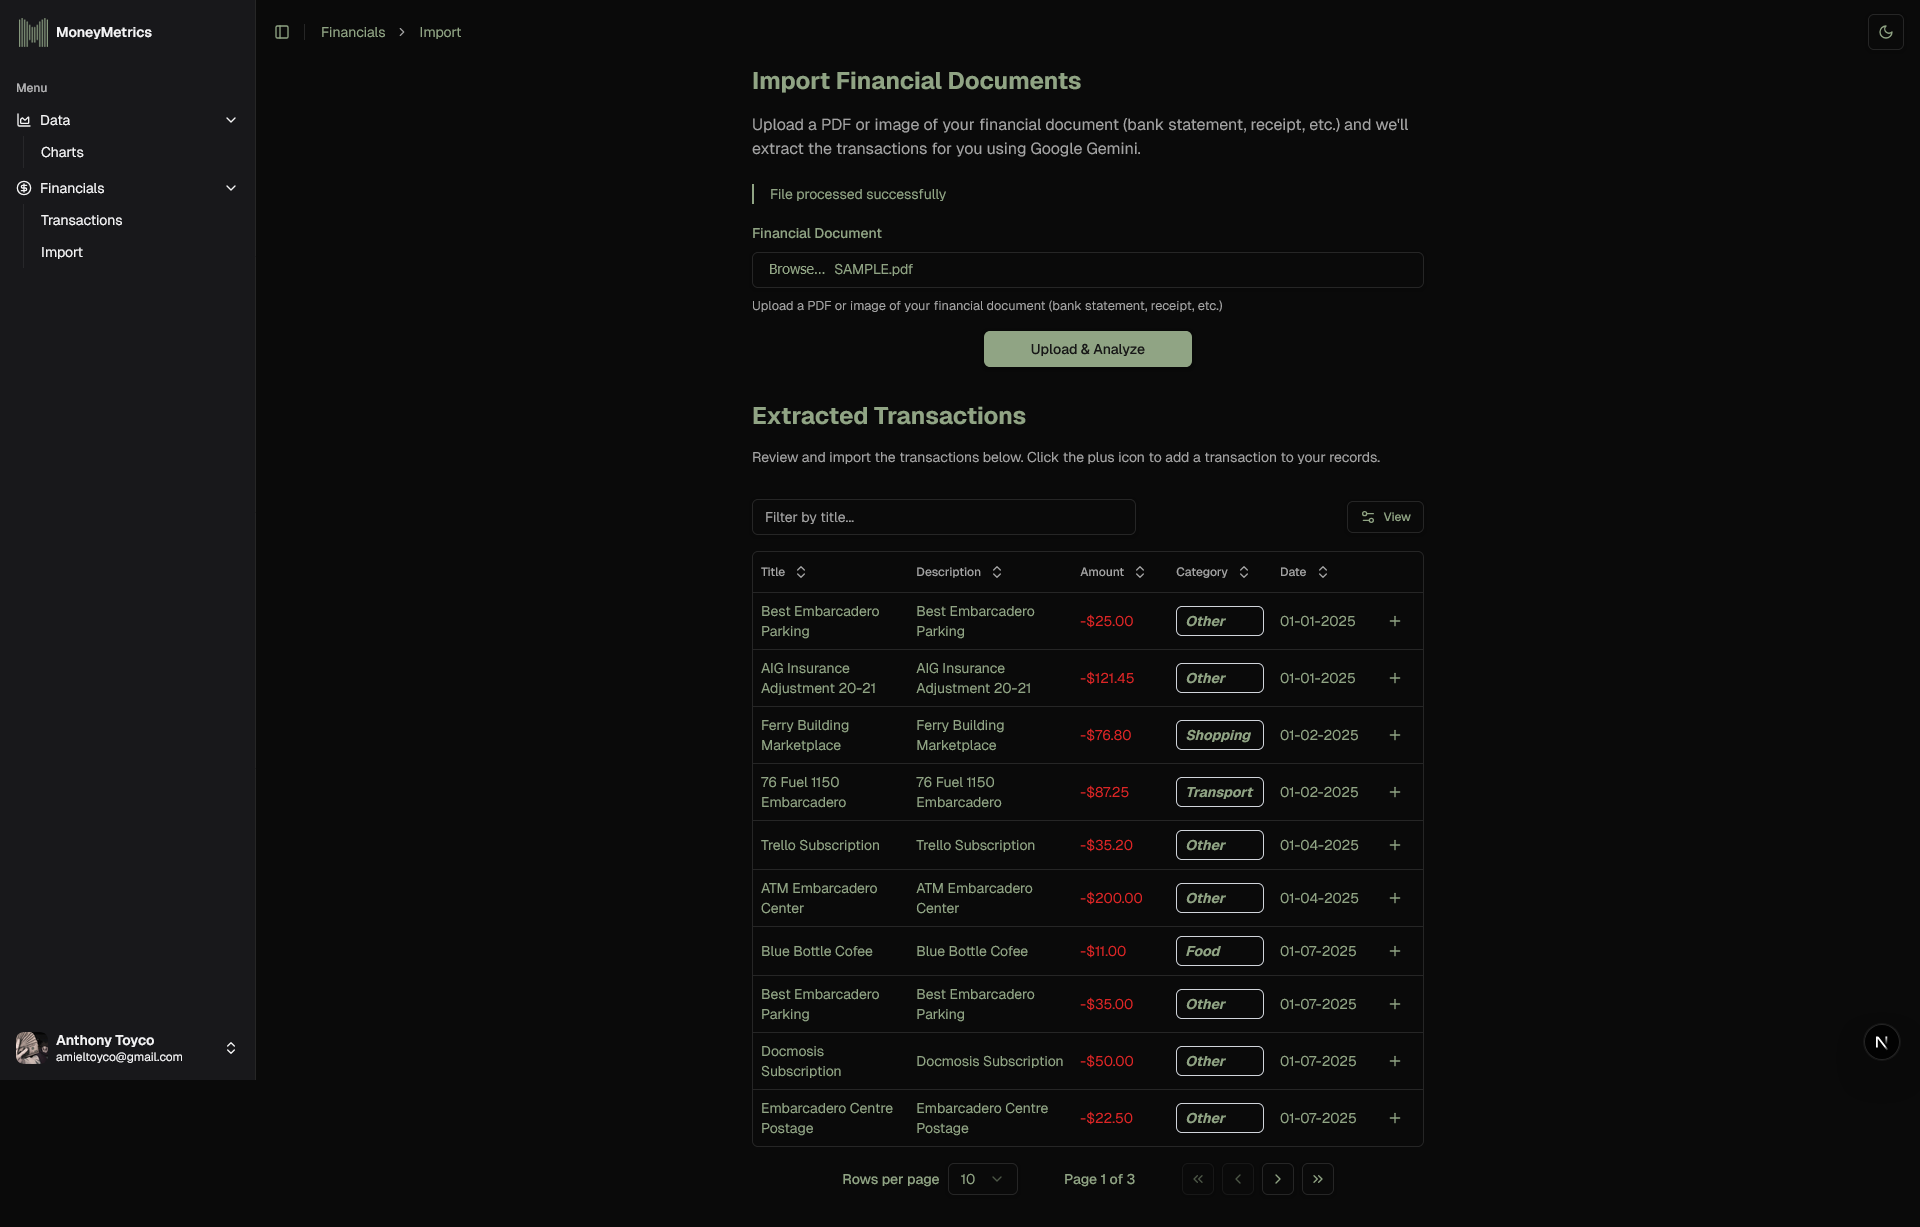 MoneyMetrics
Financials > Import
Menu
Data
Charts
Financials
Transactions
Import
Import Financial Documents
Upload a PDF or image of your financial document (bank statement, receipt, etc.) and we'll
extract the transactions for you using Google Gemini.
File processed successfully
Financial Document
Browse... SAMPLE.pdf
Upload a PDF or image of your financial document (bank statement, receipt, etc.)
Upload & Analyze
Extracted Transactions
Review and import the transactions below. Click the plus icon to add a transaction to your records.
Filter by title...
View
Title Description Amount Category Date
Best Embarcadero Best Embarcadero
Parking Parking -$25.00 Other 01-01-2025 +
AIG Insurance AIG Insurance
Adjustment 20-21 Adjustment 20-21 -$121.45 Other 01-01-2025 +
Ferry Building Ferry Building
Marketplace Marketplace -$76.80 Shopping 01-02-2025 +
76 Fuel 1150 76 Fuel 1150
Embarcadero Embarcadero -$87.25 Transport 01-02-2025 +
Trello Subscription Trello Subscription -$35.20 Other 01-04-2025 +
ATM Embarcadero ATM Embarcadero
Center Center -$200.00 Other 01-04-2025 +
Blue Bottle Cofee Blue Bottle Cofee -$11.00 Food 01-07-2025 +
Best Embarcadero Best Embarcadero
Parking Parking -$35.00 Other 01-07-2025 +
Docmosis
Subscription Docmosis Subscription -$50.00 Other 01-07-2025 +
Embarcadero Centre Embarcadero Centre
Postage Postage -$22.50 Other 01-07-2025 +
Rows per page 10 Page 1 of 3
Anthony Toyco
amieltoyco@gmail.com
N